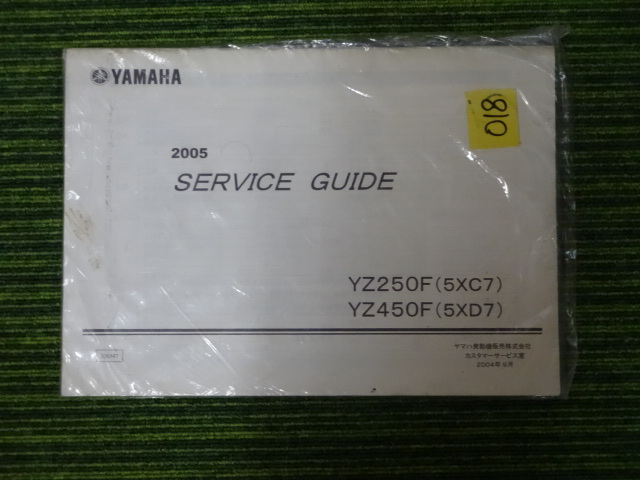 YAMAHA
018
2005
SERVICE GUIDE
YZ250F(5XC7)
YZ450F(5XD7)
ヤマハ発動機販売株式会社
カスタマーサービス室
2004年9月